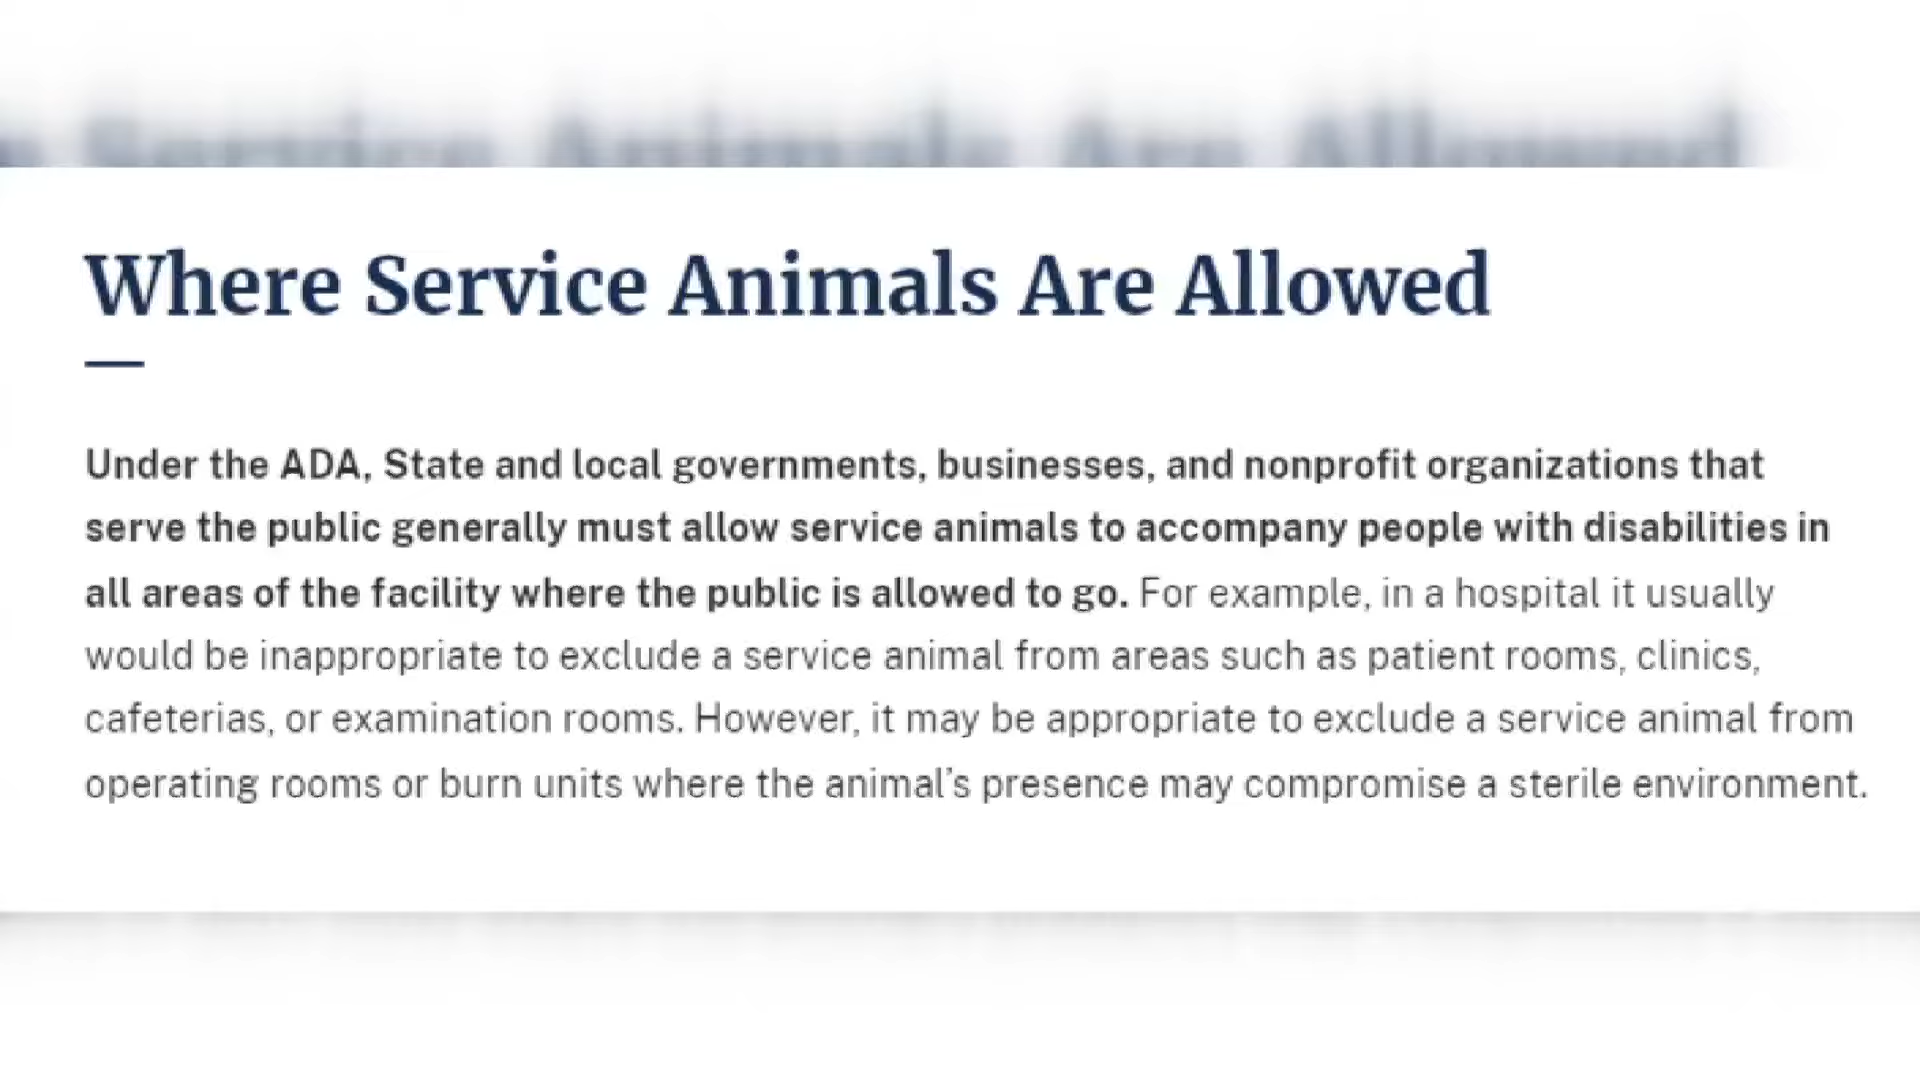 Where Service Animals Are Allowed
Under the ADA, State and local governments, businesses, and nonprofit organizations that
serve the public generally must allow service animals to accompany people with disabilities in
all areas of the facility where the public is allowed to go. For example, in a hospital it usually
would be inappropriate to exclude a service animal from areas such as patient rooms, clinics,
cafeterias, or examination rooms. However, it may be appropriate to exclude a service animal from
operating rooms or burn units where the animal’s presence may compromise a sterile environment.